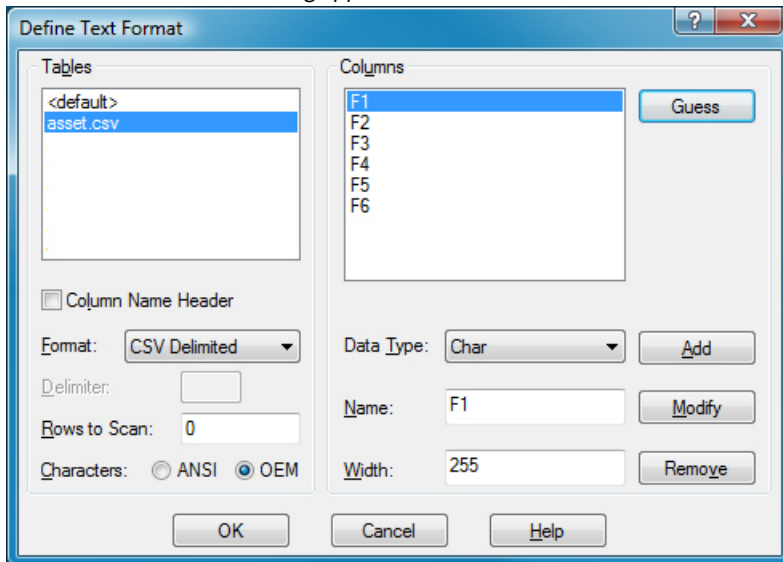 Define Text Format
Tables
<default>
asset.csv
Column Name Header
Format: CSV Delimited
Delimiter:
Rows to Scan: 0
Characters: ANSI OEM
Columns
F1
F2
F3
F4
F5
F6
Guess
Data Type: Char
Add
Name: F1
Modify
Width: 255
Remove
OK Cancel Help